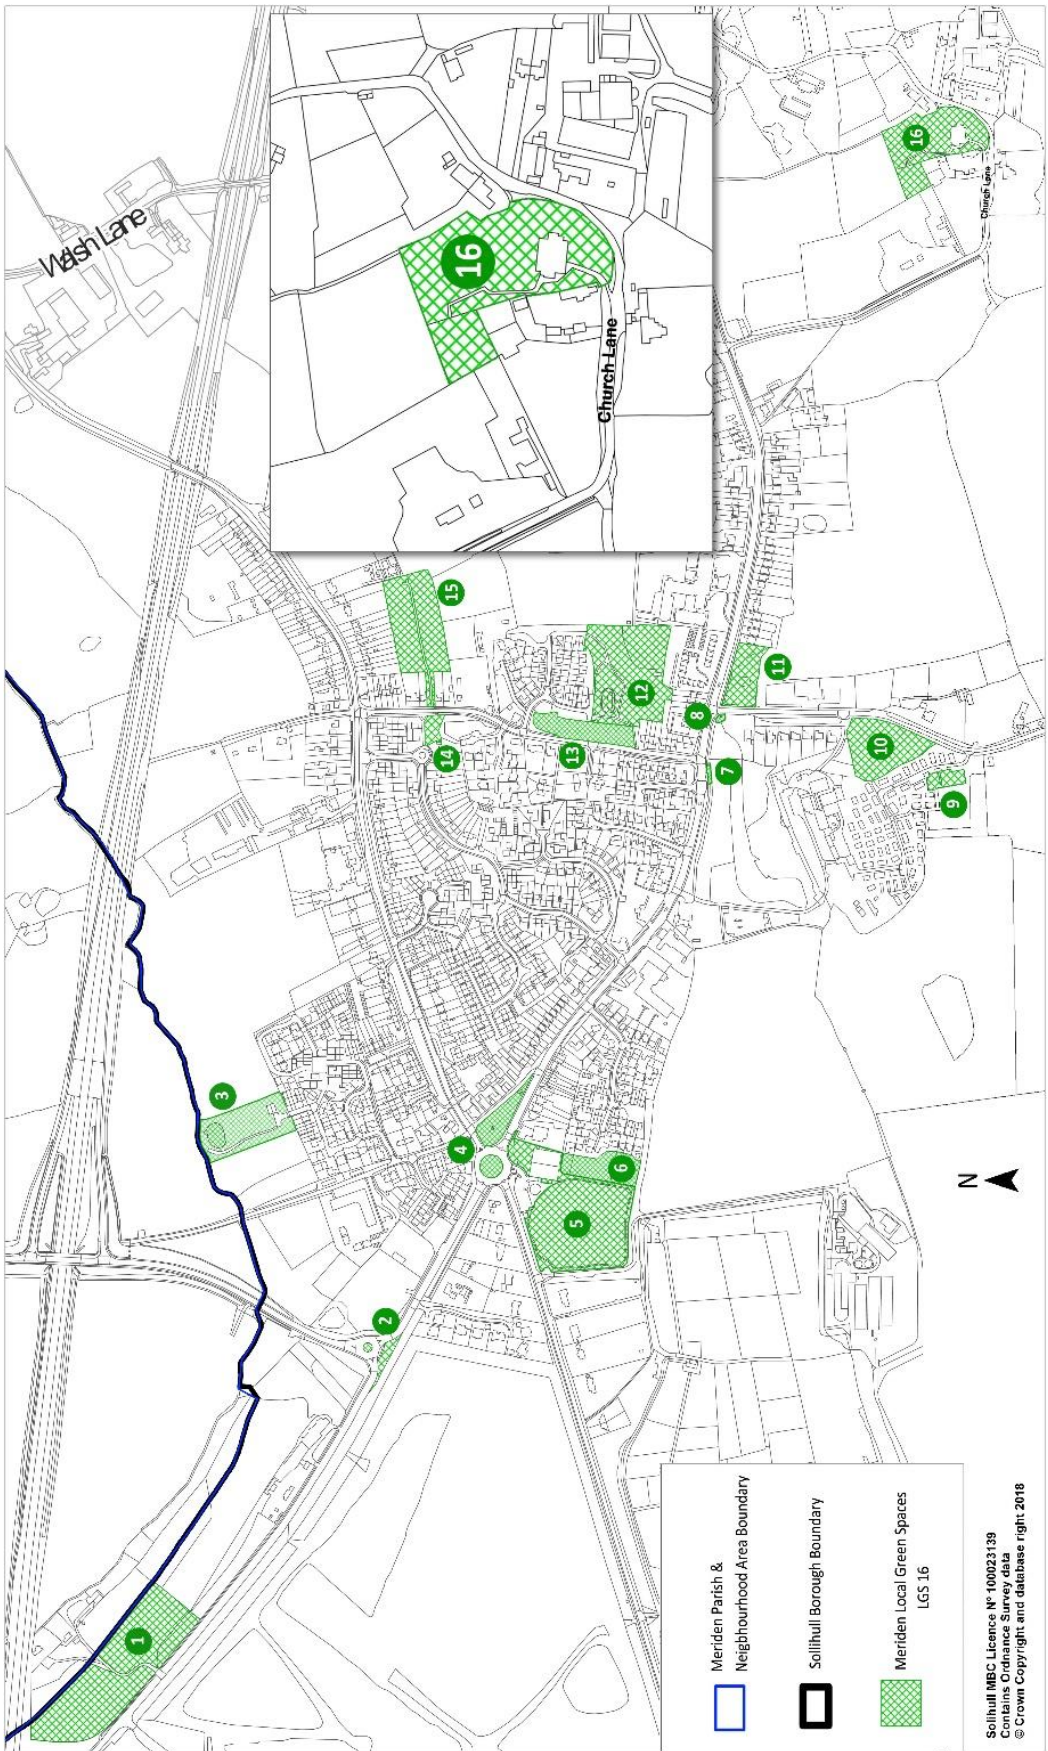 Walsh Lane
16
Church Lane
16
Church Lane
1
2
3
4
5
6
7
8
9
10
11
12
13
14
15
N
Meriden Parish &
Neighbourhood Area Boundary
Solihull Borough Boundary
Meriden Local Green Spaces
LGS 16
Solihull MBC Licence Nº 100023139
Contains Ordnance Survey data
© Crown Copyright and database right 2018